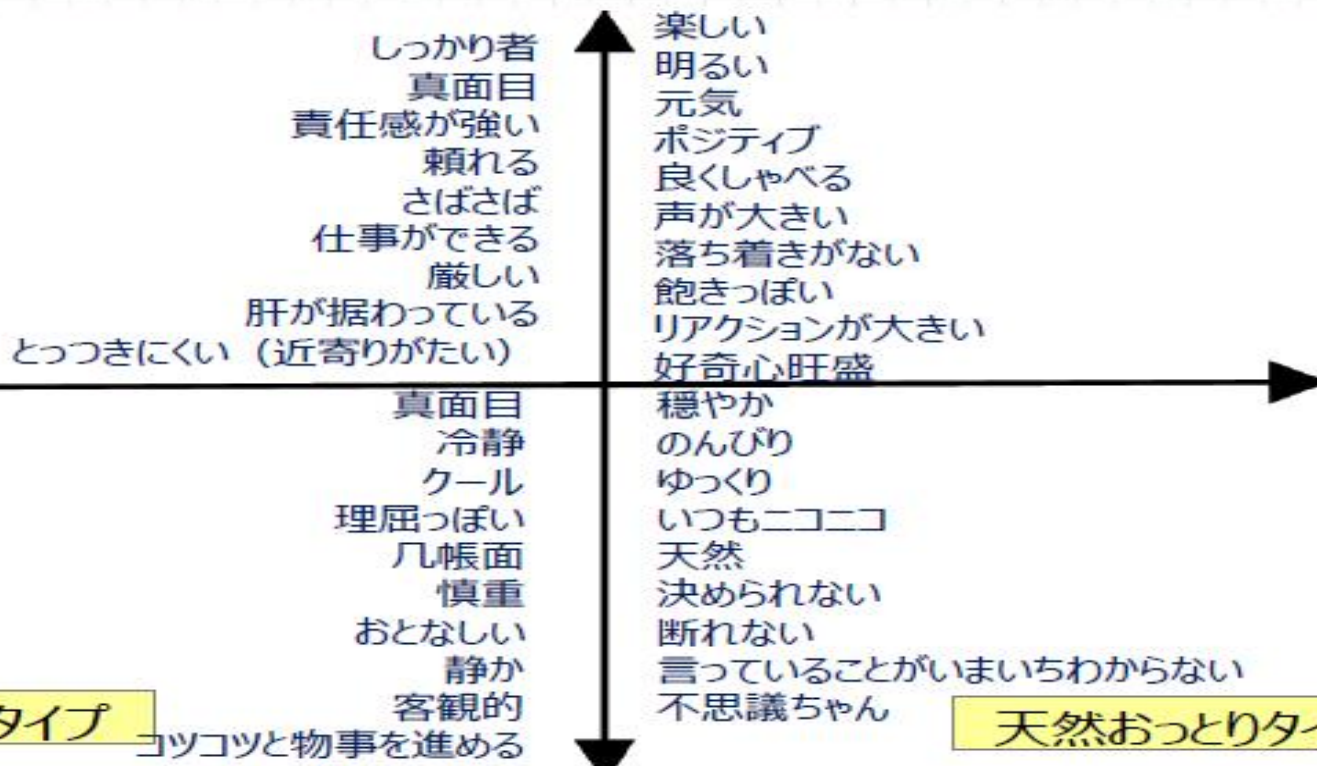 しっかり者
真面目
責任感が強い
頼れる
さばさば
仕事ができる
厳しい
肝が据わっている
とっつきにくい（近寄りがたい）
楽しい
明るい
元気
ポジティブ
良くしゃべる
声が大きい
落ち着きがない
飽きっぽい
リアクションが大きい
好奇心旺盛
真面目
冷静
クール
理屈っぽい
几帳面
慎重
おとなしい
静か
客観的
コツコツと物事を進める
タイプ
穏やか
のんびり
ゆっくり
いつもニコニコ
天然
決められない
断れない
言っていることがいまいちわからない
不思議ちゃん
天然おっとりタイ